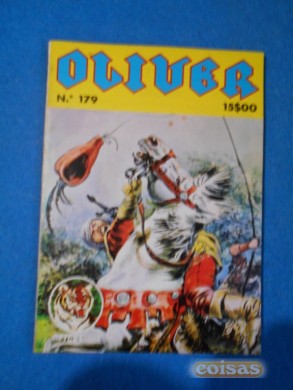 OLIVER
N.º 179
15$00
coisas